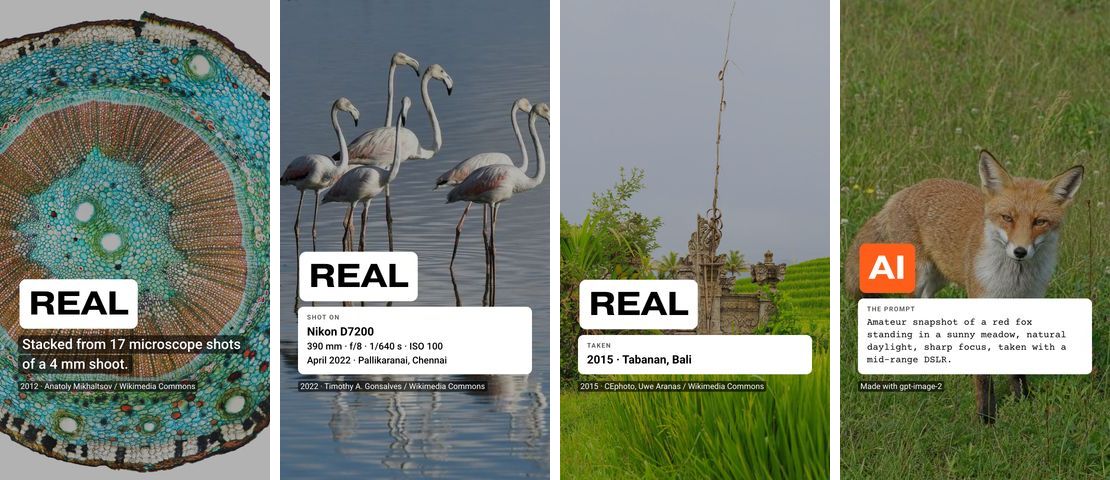 REAL
Stacked from 17 microscope shots
of a 4 mm shoot.
2012 · Anatoly Mikhaltsov / Wikimedia Commons
REAL
SHOT ON
Nikon D7200
390 mm · f/8 · 1/640 s · ISO 100
April 2022 · Pallikaranai, Chennai
2022 · Timothy A. Gonsalves / Wikimedia Commons
REAL
TAKEN
2015 · Tabanan, Bali
2015 · CEphoto, Uwe Aranas / Wikimedia Commons
AI
THE PROMPT
Amateur snapshot of a red fox
standing in a sunny meadow, natural
daylight, sharp focus, taken with a
mid-range DSLR.
Made with gpt-image-2